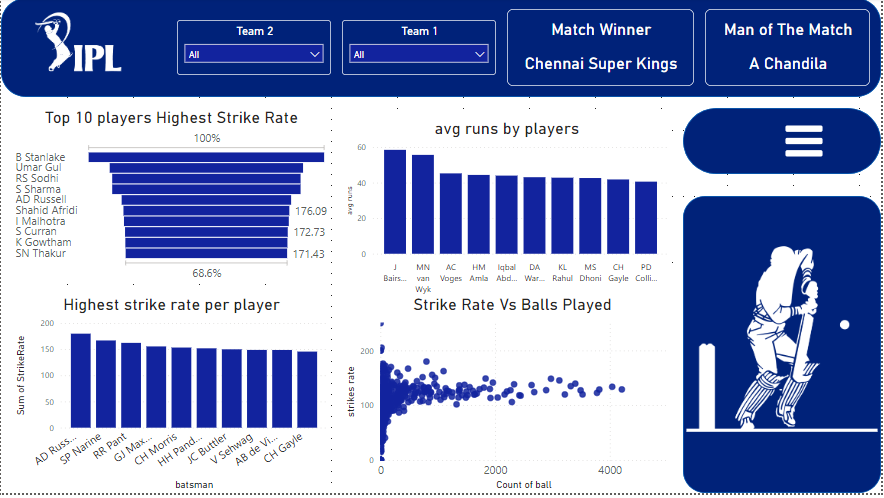 IPL
Team 2
All
Team 1
All
Match Winner
Chennai Super Kings
Man of The Match
A Chandila
Top 10 players Highest Strike Rate
100%
B Stanlake
Umar Gul
RS Sodhi
S Sharma
AD Russell
Shahid Afridi
176.09
I Malhotra
S Curran
172.73
K Gowtham
SN Thakur
171.43
68.6%
avg runs by players
avg runs
60
40
20
0
J
Bairs...
MN
van
Wyk
AC
Voges
HM
Amla
Iqbal
Abd...
DA
War...
KL
Rahul
MS
Dhoni
CH
Gayle
PD
Colli...
Highest strike rate per player
Sum of StrikeRate
200
150
100
50
0
AD Russ...
SP Narine
RR Pant
GJ Max...
CH Morris
HH Pand...
JC Buttler
V Sehwag
AB de Vi...
CH Gayle
batsman
Strike Rate Vs Balls Played
strikes rate
200
100
0
0
2000
4000
Count of ball